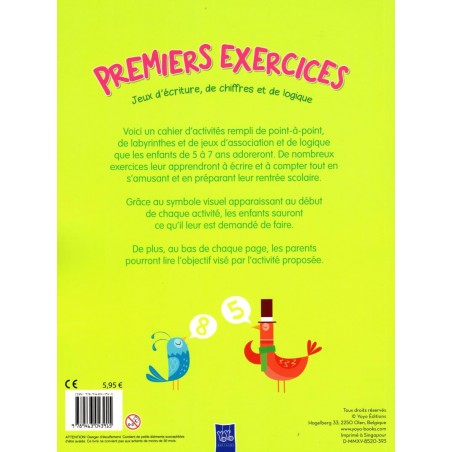 PREMIERS EXERCICES
Jeux d'écriture, de chiffres et de logique
Voici un cahier d'activités rempli de point-à-point,
de labyrinthes et de jeux d'association et de logique
que les enfants de 5 à 7 ans adoreront. De nombreux
exercices leur apprendront à écrire et à compter tout en
s'amusant et en préparant leur rentrée scolaire.
Grâce au symbole visuel apparaissant au début
de chaque activité, les enfants sauront
ce qu'il leur est demandé de faire.
De plus, au bas de chaque page, les parents
pourront lire l'objectif visé par l'activité proposée.
8
5
CE
5,95 €
Tous droits réservés
© Yoyo Éditions
Hagelberg 33, 2250 Olen, Belgique
www.yoyo-books.com
Imprimé à Singapour